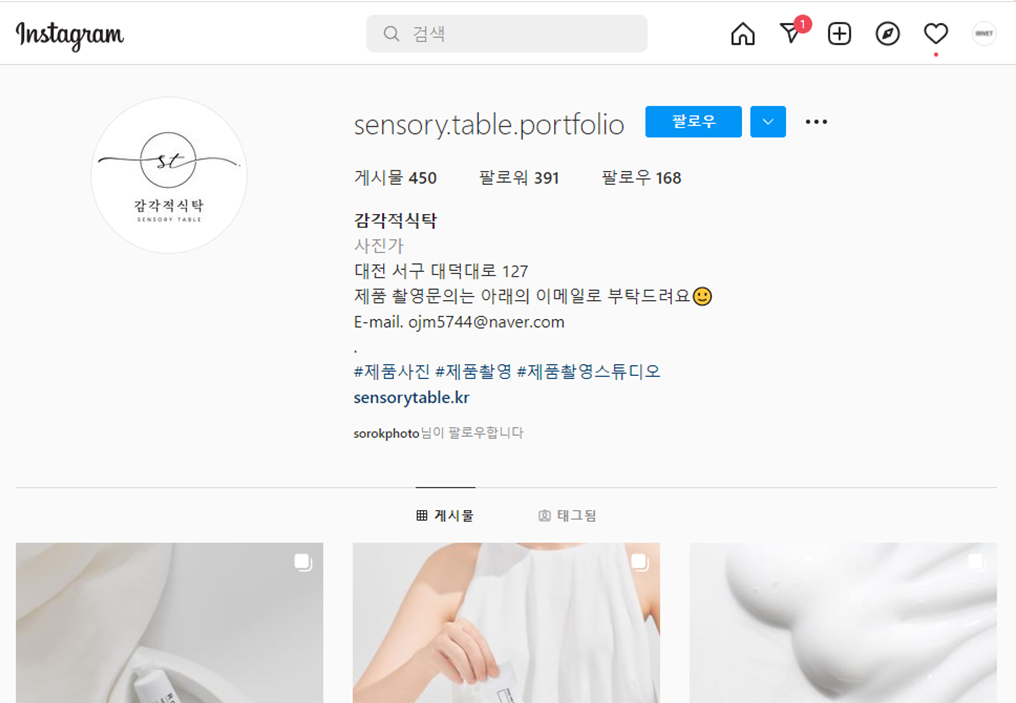 Instagram
검색
1
sensory.table.portfolio
팔로우
게시물 450 팔로워 391 팔로우 168
st
감각적식탁
SENSORY TABLE
감각적식탁
사진가
대전 서구 대덕대로 127
제품 촬영문의는 아래의 이메일로 부탁드려요🙂
E-mail. ojm5744@naver.com
.
#제품사진 #제품촬영 #제품촬영스튜디오
sensorytable.kr
sorokphoto님이 팔로우합니다
게시물 태그됨